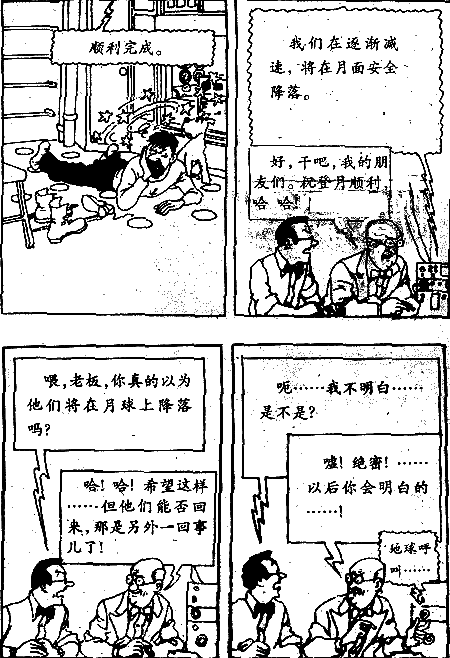 顺利完成。
我们在逐渐减
速，将在月面安全
降落。
好，干吧，我的朋
友们。祝登月顺利
哈 哈！
喂，老板，你真的以为
他们将在月球上降落
吗？
哈！哈！希望这样
……但他们能否回
来，那是另外一回事
儿了！
呃……我不明白……
是不是？
嘘！绝密！……
以后你会明白的
……！
地球呼
叫……